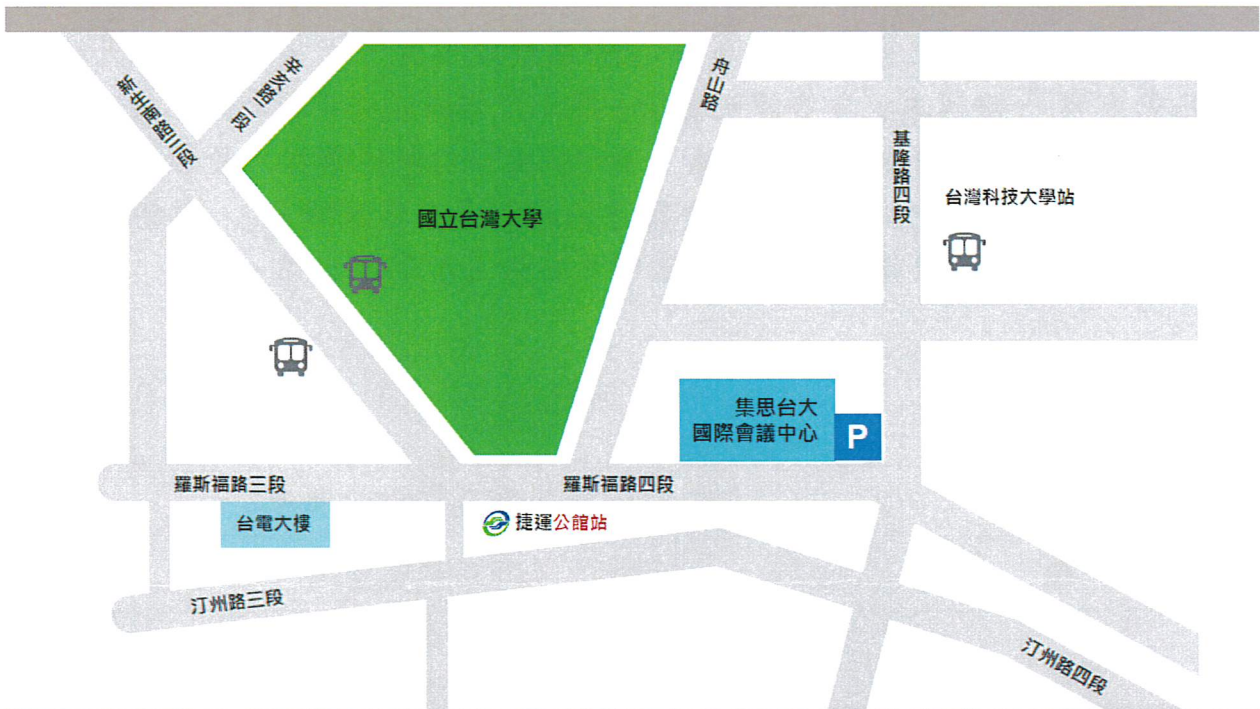 新生南路三段
辛亥路二段
舟山路
基隆路四段
台灣科技大學站
國立台灣大學
集思台大
國際會議中心
P
羅斯福路三段
羅斯福路四段
台電大樓
捷運公館站
汀州路三段
汀州路四段